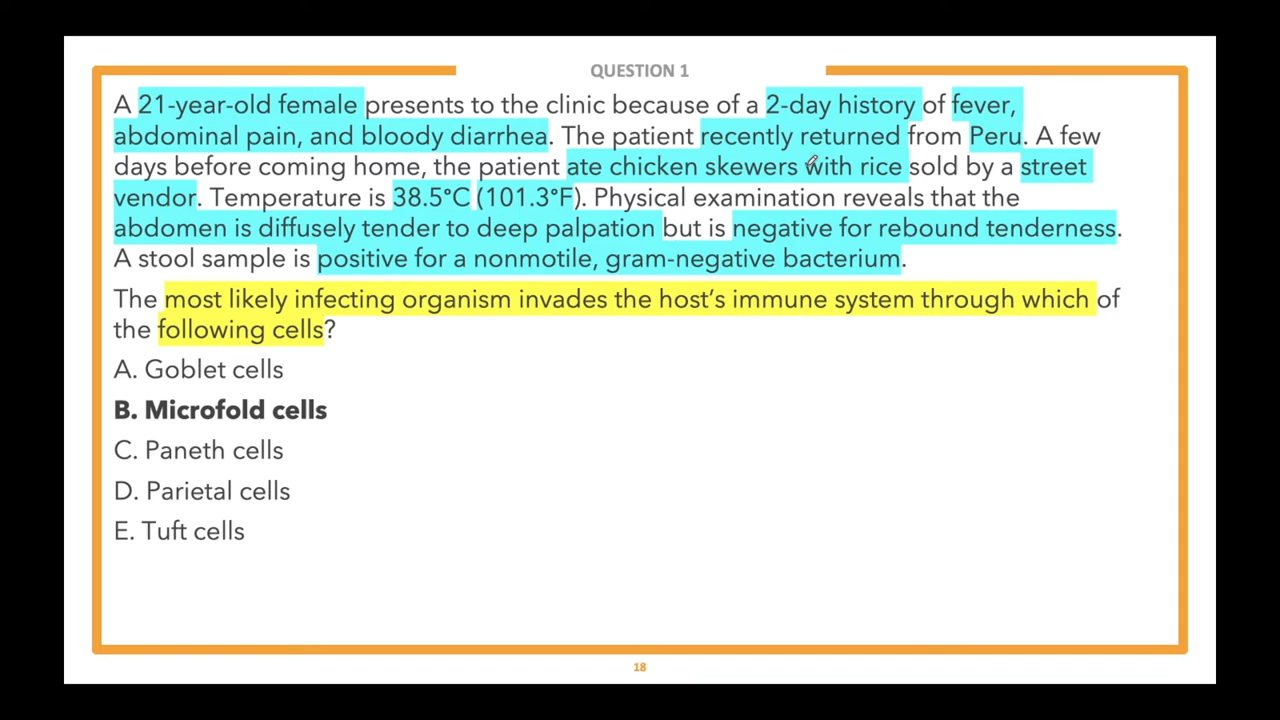 QUESTION 1
A 21-year-old female presents to the clinic because of a 2-day history of fever,
abdominal pain, and bloody diarrhea. The patient recently returned from Peru. A few
days before coming home, the patient ate chicken skewers with rice sold by a street
vendor. Temperature is 38.5°C (101.3°F). Physical examination reveals that the
abdomen is diffusely tender to deep palpation but is negative for rebound tenderness.
A stool sample is positive for a nonmotile, gram-negative bacterium.
The most likely infecting organism invades the host's immune system through which of
the following cells?
A. Goblet cells
B. Microfold cells
C. Paneth cells
D. Parietal cells
E. Tuft cells
18